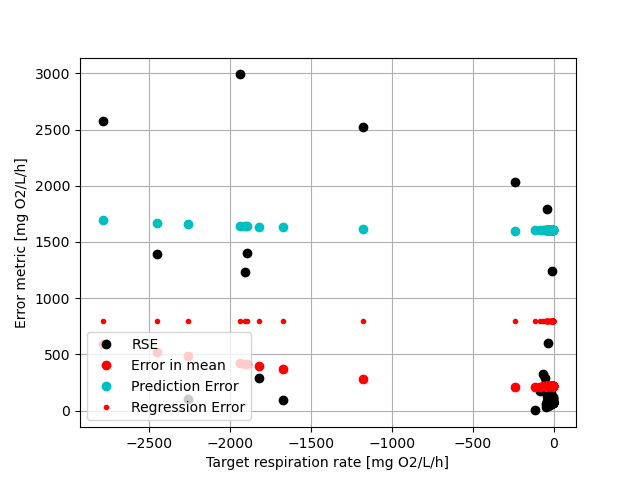 3000
2500
2000
1500
1000
500
0
Error metric [mg O2/L/h]
RSE
Error in mean
Prediction Error
Regression Error
−2500
−2000
−1500
−1000
−500
0
Target respiration rate [mg O2/L/h]